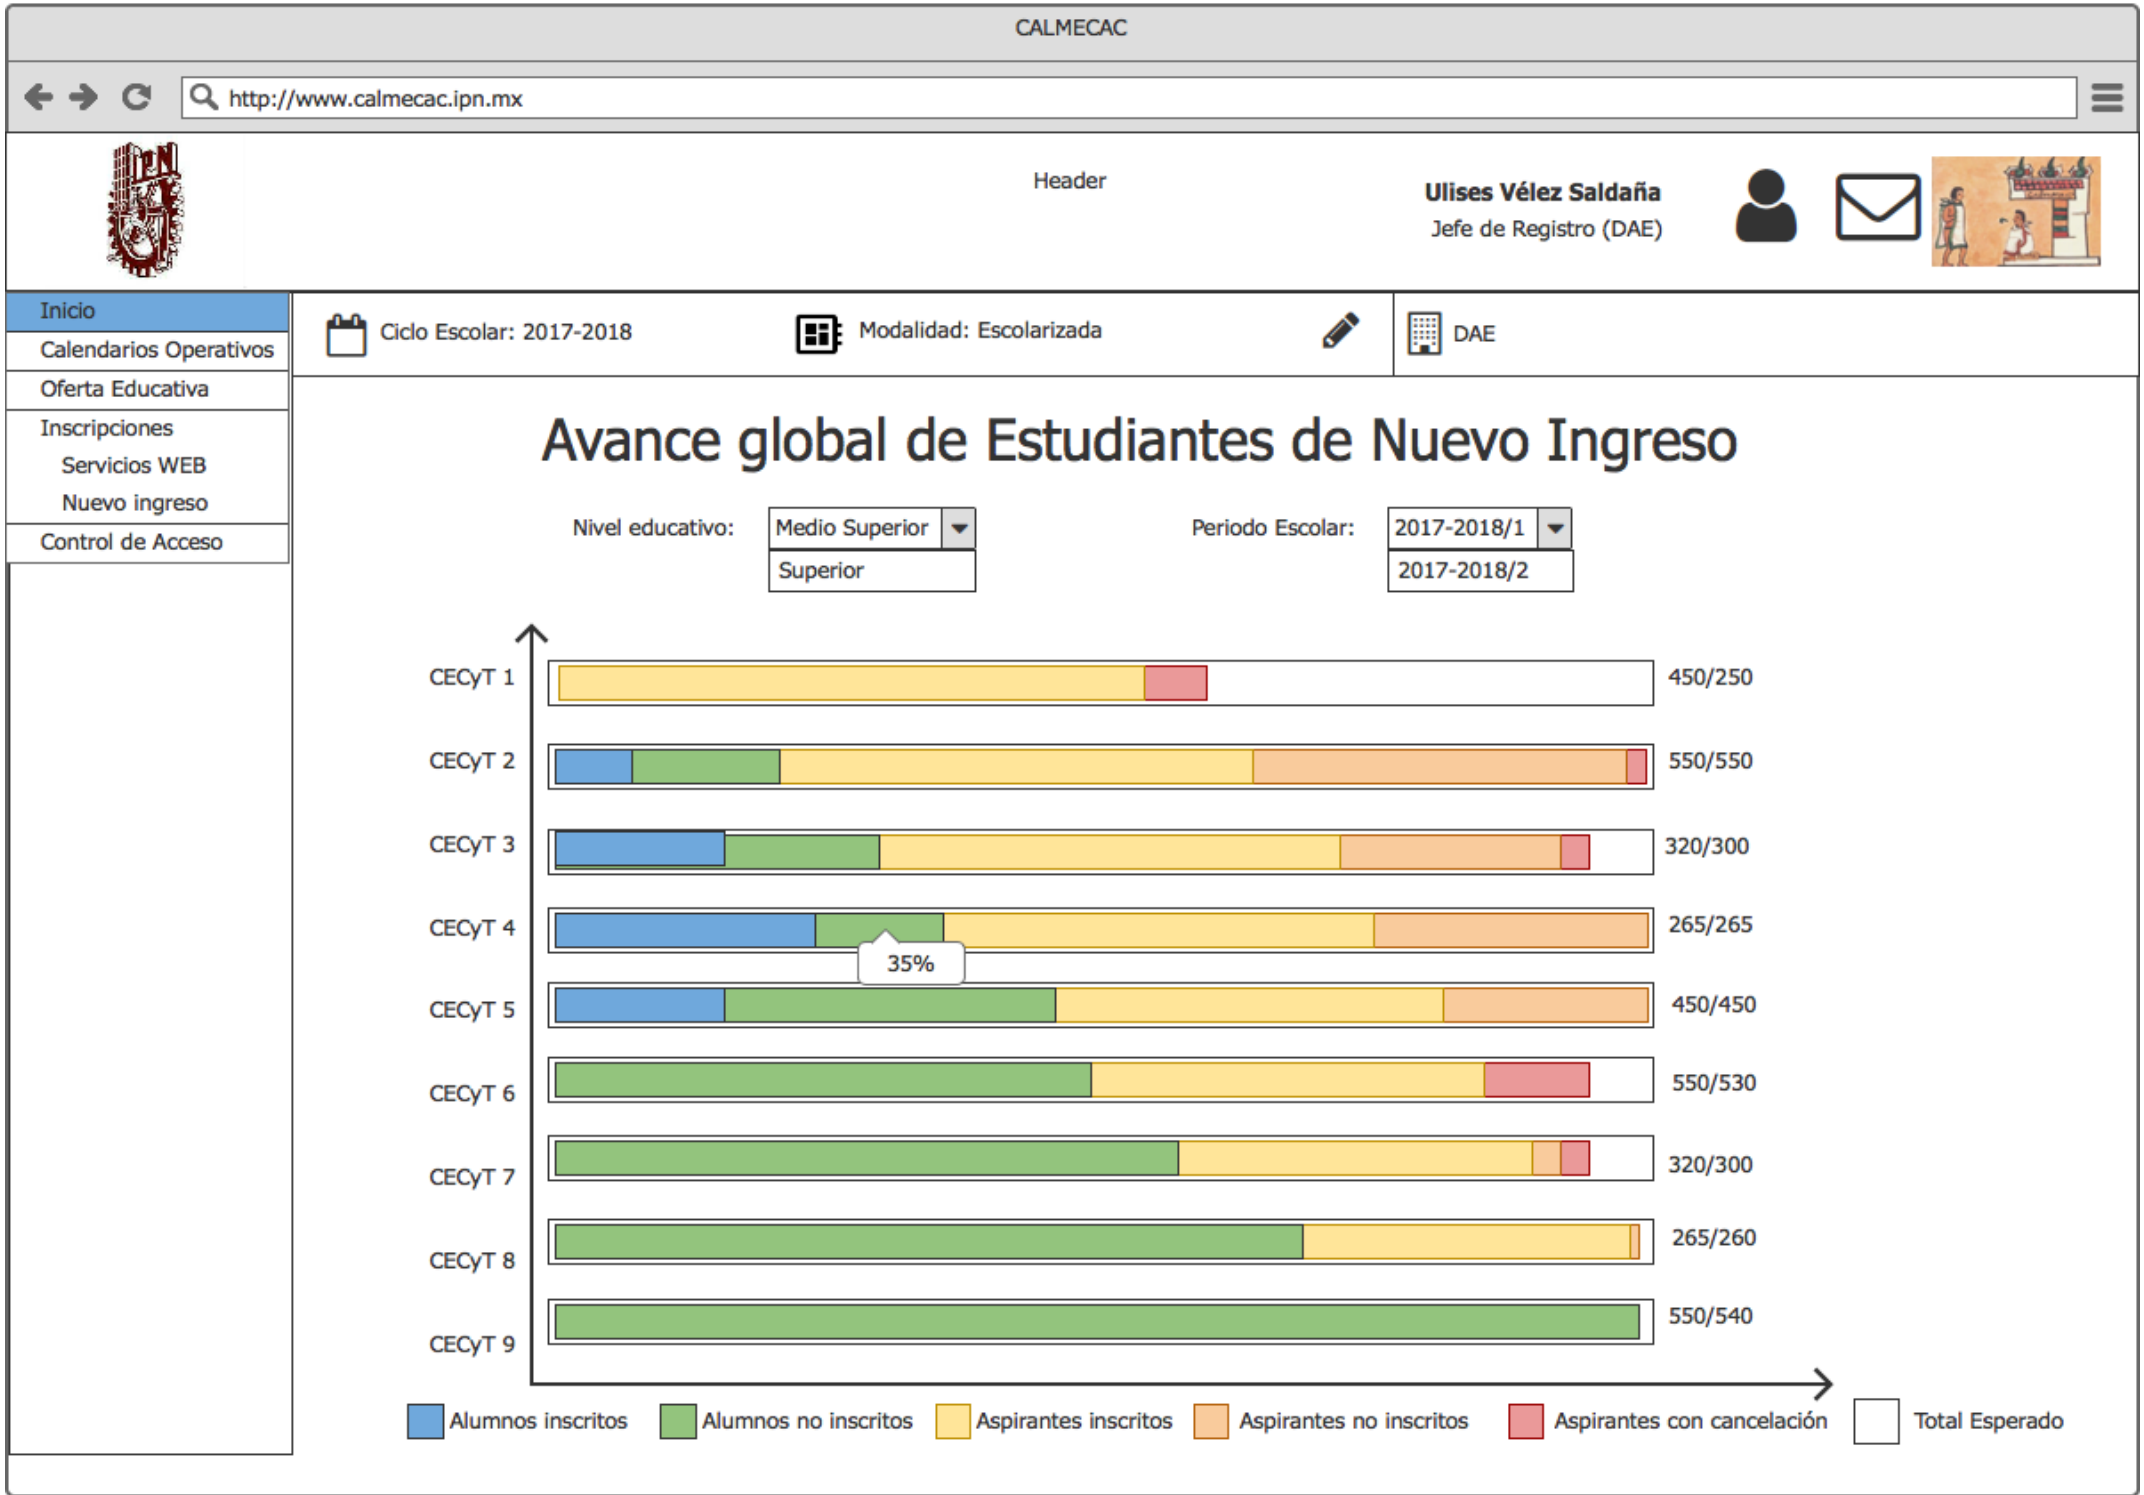 CALMECAC
http://www.calmecac.ipn.mx
IPN
Header
Ulises Vélez Saldaña
Jefe de Registro (DAE)
Inicio
Calendarios Operativos
Oferta Educativa
Inscripciones
Servicios WEB
Nuevo ingreso
Control de Acceso
Ciclo Escolar: 2017-2018
Modalidad: Escolarizada
DAE
Avance global de Estudiantes de Nuevo Ingreso
Nivel educativo: Medio Superior
Superior
Periodo Escolar: 2017-2018/1
2017-2018/2
CECyT 1 450/250
CECyT 2 550/550
CECyT 3 320/300
CECyT 4 265/265
35%
CECyT 5 450/450
CECyT 6 550/530
CECyT 7 320/300
CECyT 8 265/260
CECyT 9 550/540
Alumnos inscritos Alumnos no inscritos Aspirantes inscritos Aspirantes no inscritos Aspirantes con cancelación Total Esperado